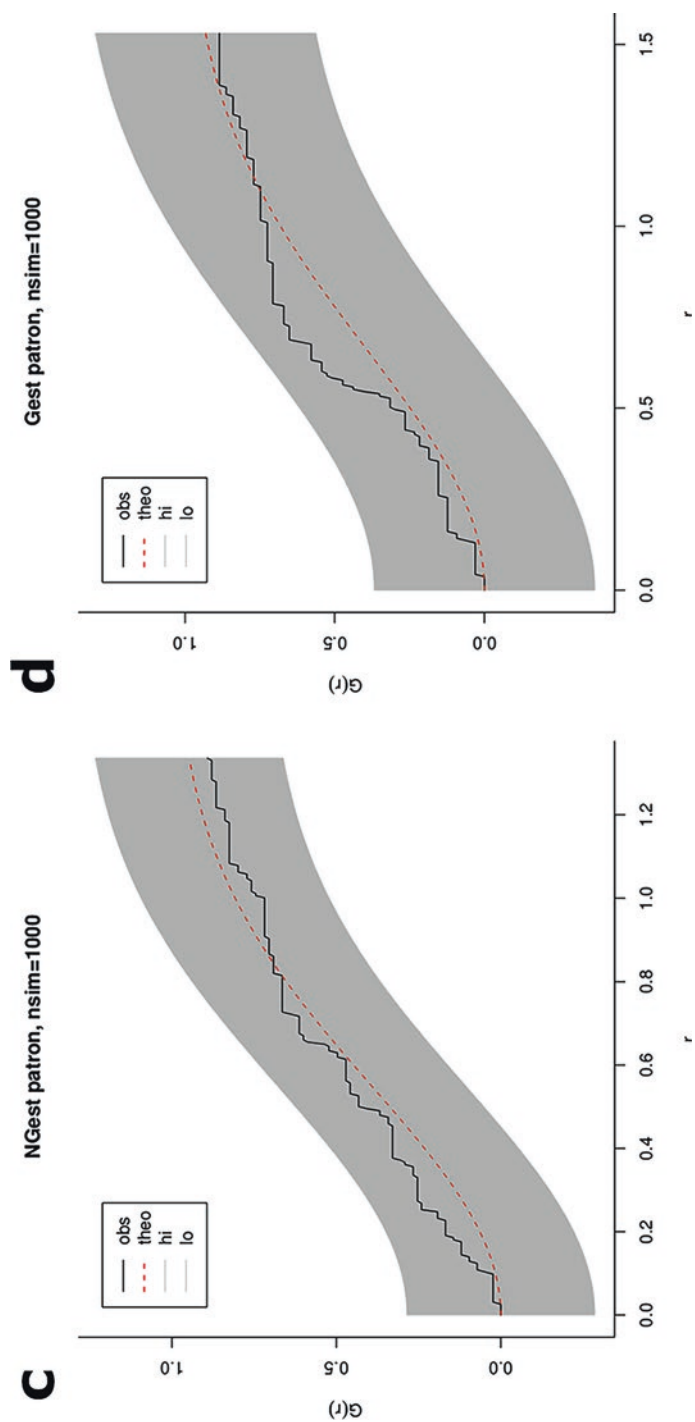 c
NGest patron, nsim=1000
obs
theo
hi
lo
G(r)
0.0
0.5
1.0
0.0
0.2
0.4
0.6
0.8
1.0
1.2
r
d
Gest patron, nsim=1000
obs
theo
hi
lo
G(r)
0.0
0.5
1.0
0.0
0.5
1.0
1.5
r